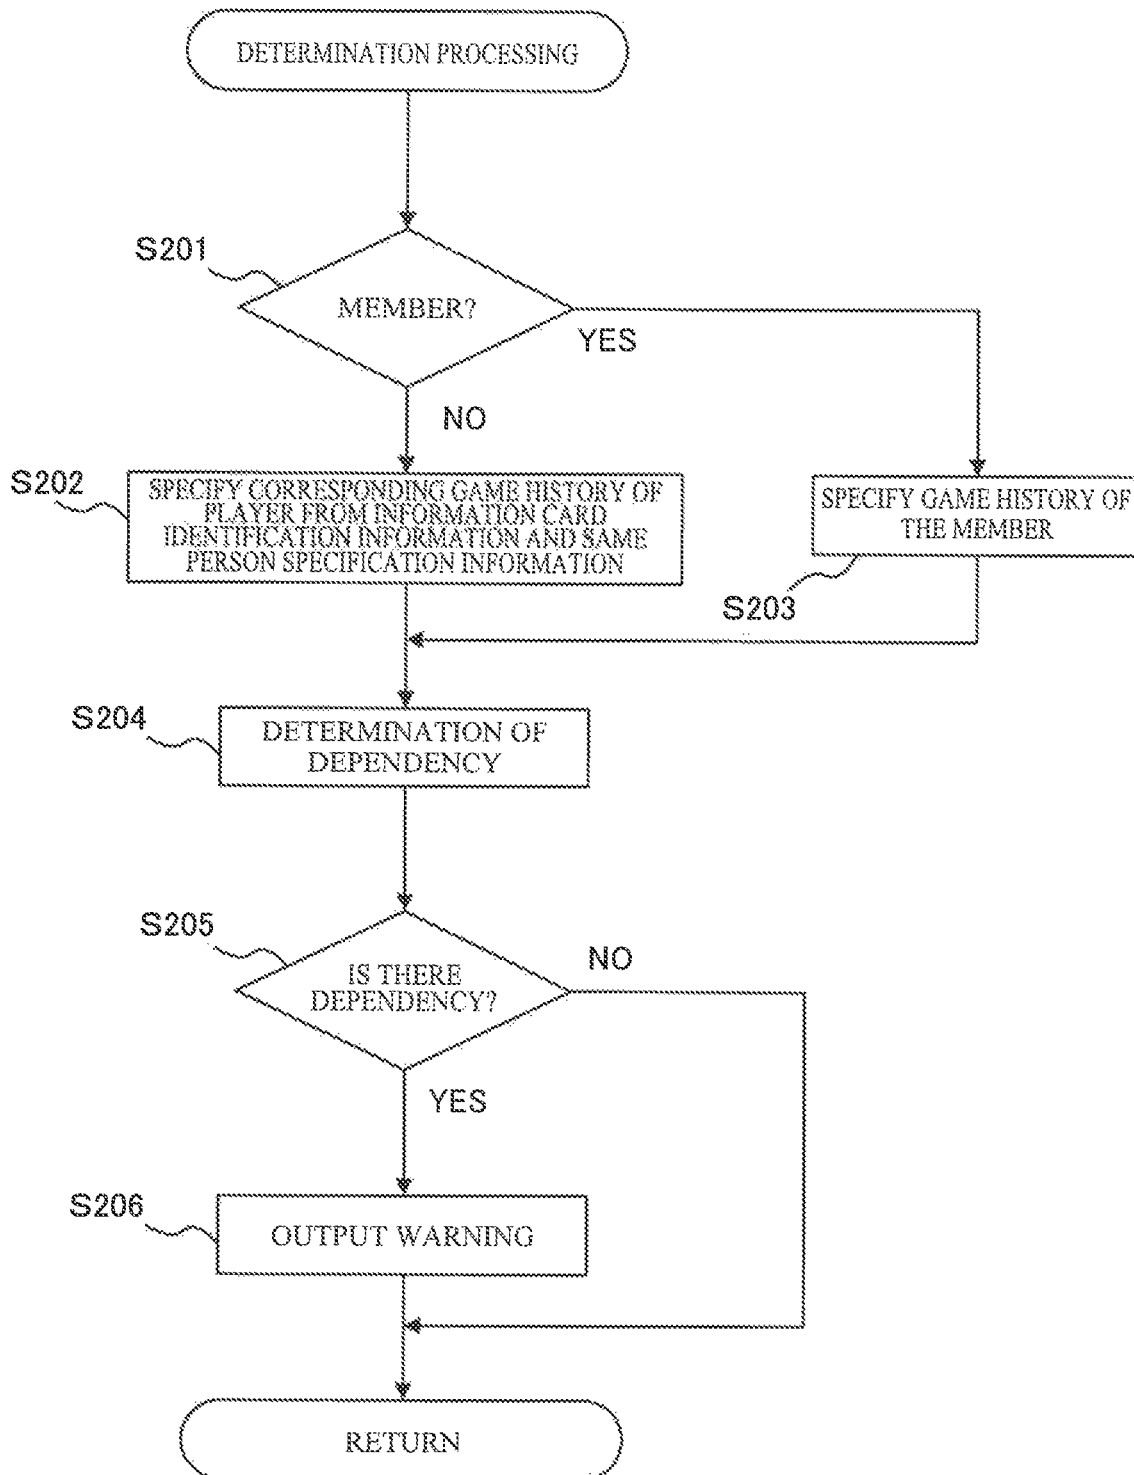 DETERMINATION PROCESSING
S201
MEMBER?
YES
NO
S202
SPECIFY CORRESPONDING GAME HISTORY OF
PLAYER FROM INFORMATION CARD
IDENTIFICATION INFORMATION AND SAME
PERSON SPECIFICATION INFORMATION
SPECIFY GAME HISTORY OF
THE MEMBER
S203
S204
DETERMINATION OF
DEPENDENCY
S205
IS THERE
DEPENDENCY?
NO
YES
S206
OUTPUT WARNING
RETURN